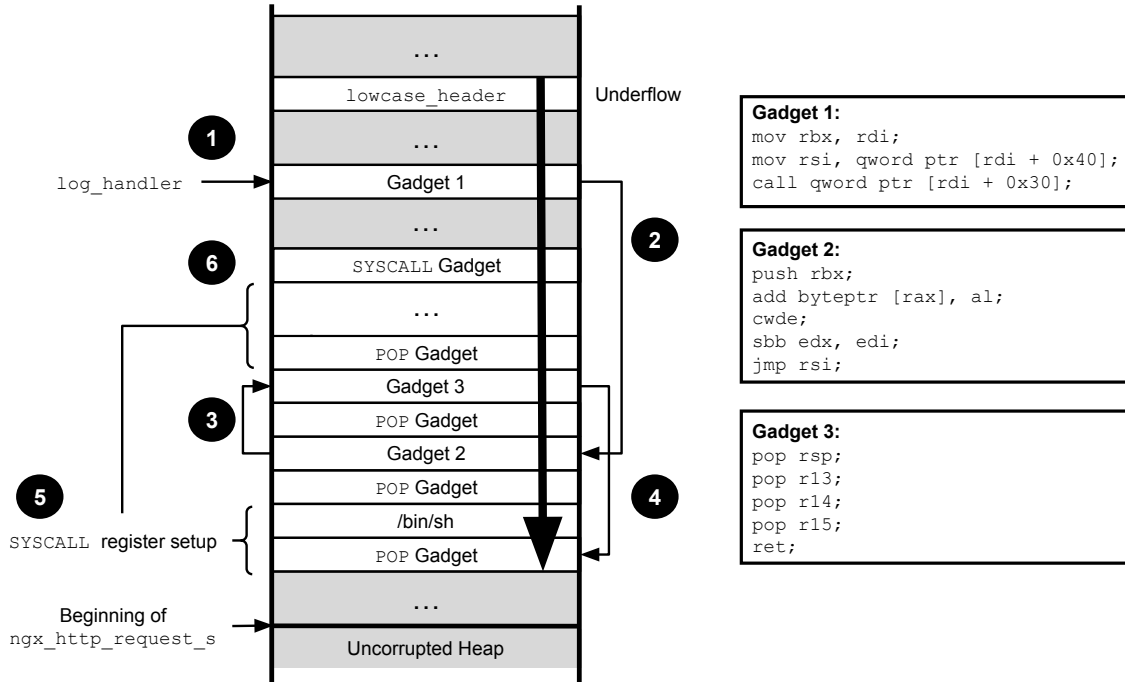 ...
lowcase_header
Underflow
1
...
log_handler
Gadget 1
...
2
6
SYSCALL Gadget
...
POP Gadget
Gadget 3
3
POP Gadget
Gadget 2
POP Gadget
4
5
/bin/sh
SYSCALL register setup
POP Gadget
...
Beginning of
ngx_http_request_s
Uncorrupted Heap
Gadget 1:
mov rbx, rdi;
mov rsi, qword ptr [rdi + 0x40];
call qword ptr [rdi + 0x30];
Gadget 2:
push rbx;
add byteptr [rax], al;
cwde;
sbb edx, edi;
jmp rsi;
Gadget 3:
pop rsp;
pop r13;
pop r14;
pop r15;
ret;